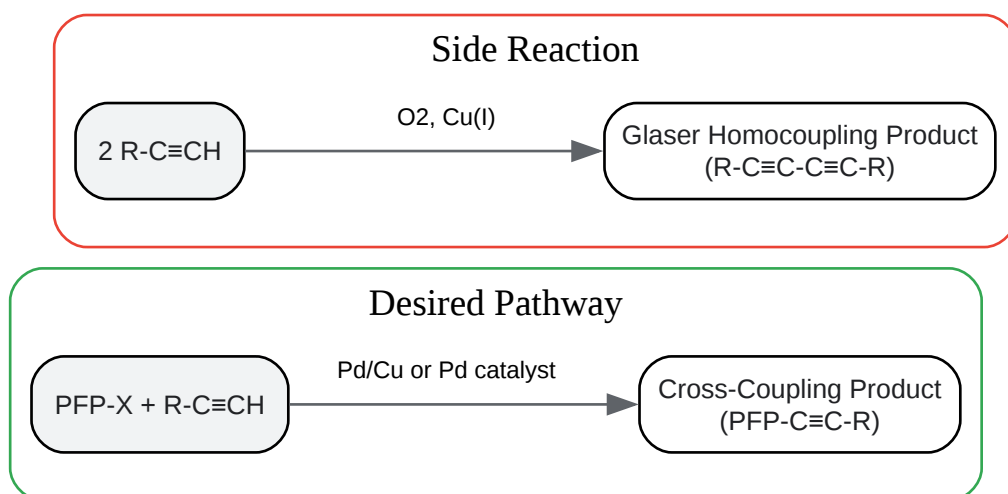 Side Reaction
2 R-C≡CH
O2, Cu(I)
Glaser Homocoupling Product
(R-C≡C-C≡C-R)
Desired Pathway
PFP-X + R-C≡CH
Pd/Cu or Pd catalyst
Cross-Coupling Product
(PFP-C≡C-R)